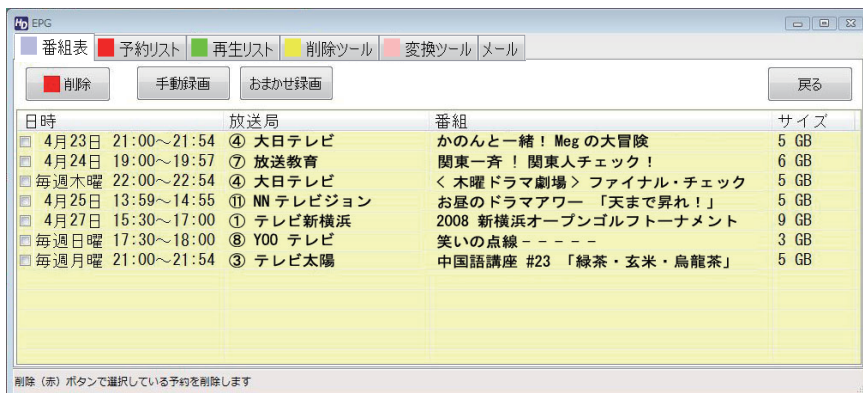 HD EPG
番組表 予約リスト 再生リスト 削除ツール 変換ツール メール
削除 手動録画 おまかせ録画 戻る
日時 放送局 番組 サイズ
4月23日 21:00～21:54 ④ 大日テレビ かのんと一緒！ Meg の大冒険 5 GB
4月24日 19:00～19:57 ⑦ 放送教育 関東一斉 ！ 関東人チェック！ 6 GB
毎週木曜 22:00～22:54 ④ 大日テレビ ＜ 木曜ドラマ劇場＞ ファイナル・チェック 5 GB
4月25日 13:59～14:55 ⑪ NN テレビジョン お昼のドラマアワー 「天まで昇れ！」 5 GB
4月27日 15:30～17:00 ① テレビ新横浜 2008 新横浜オープンゴルフトーナメント 9 GB
毎週日曜 17:30～18:00 ⑧ YOO テレビ 笑いの点線 － － － － － 3 GB
毎週月曜 21:00～21:54 ③ テレビ太陽 中国語講座 #23 「緑茶・玄米・烏龍茶」 5 GB
削除（赤）ボタンで選択している予約を削除します